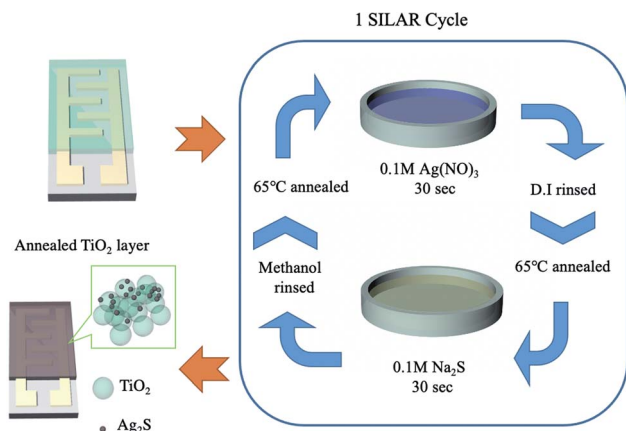 1 SILAR Cycle
0.1M Ag(NO)₃
30 sec
65℃ annealed
D.I rinsed
Annealed TiO₂ layer
Methanol
rinsed
65℃ annealed
0.1M Na₂S
30 sec
TiO₂
Ag₂S